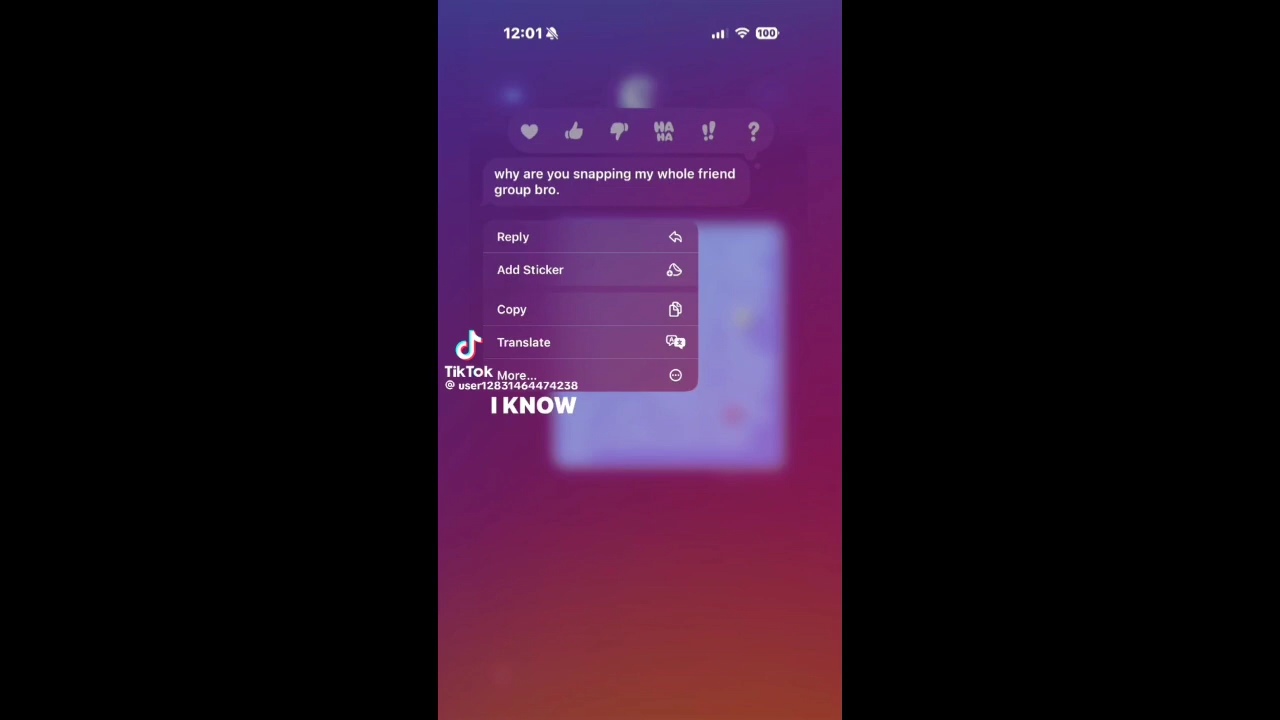 12:01
100
HA
HA
why are you snapping my whole friend
group bro.
Reply
Add Sticker
Copy
Translate
More...
TikTok
@ user12831464474238
I KNOW